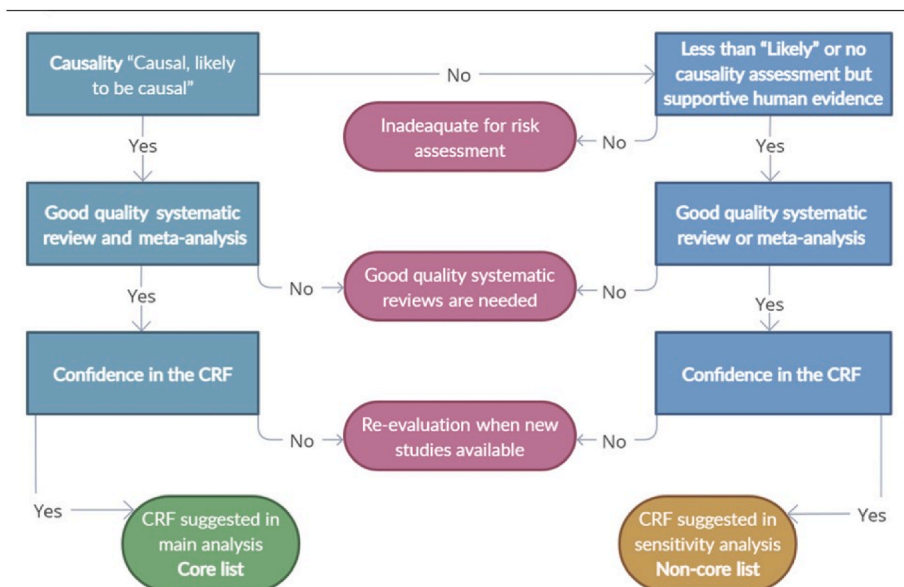 Causality “Causal, likely
to be causal”
No
Less than “Likely” or no
causality assessment but
supportive human evidence
Inadeaquate for risk
assessment
No
Yes
Yes
Good quality systematic
review and meta-analysis
Good quality systematic
review or meta-analysis
No
Good quality systematic
reviews are needed
No
Yes
Yes
Confidence in the CRF
Confidence in the CRF
No
Re-evaluation when new
studies available
No
Yes
CRF suggested in
main analysis
Core list
CRF suggested in
sensitivity analysis
Non-core list
Yes